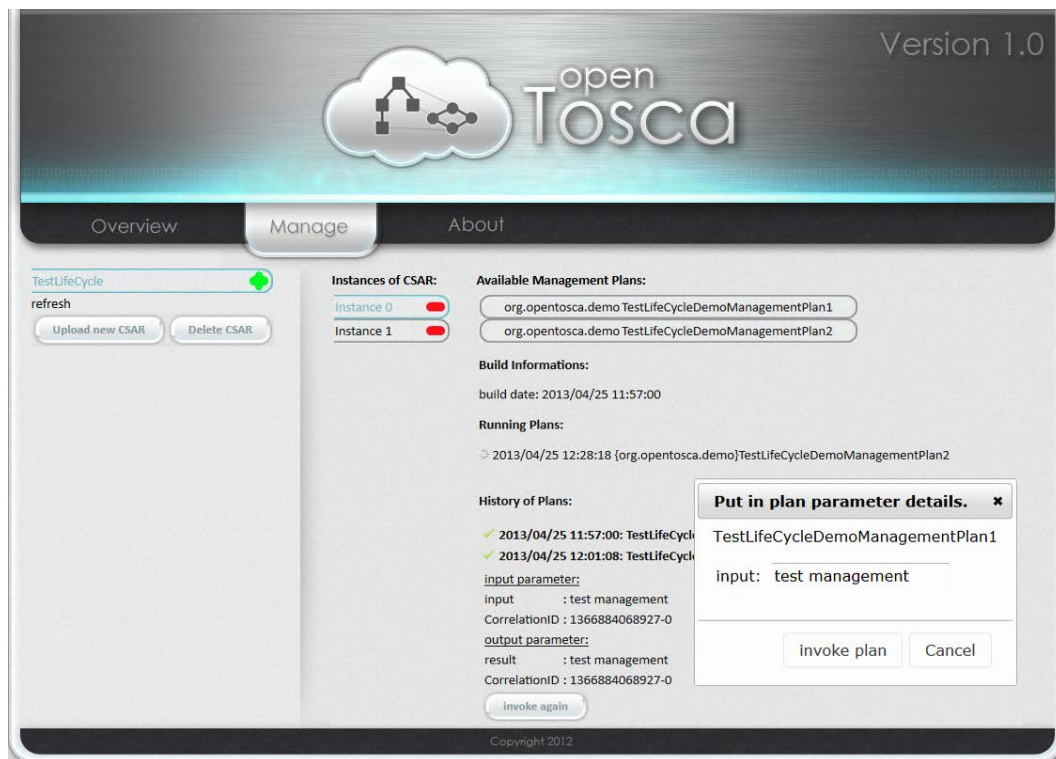 Version 1.0
open
Tosca
Overview
Manage
About
TestLifeCycle
refresh
Upload new CSAR
Delete CSAR
Instances of CSAR:
Instance 0
Instance 1
Available Management Plans:
org.opentosca.demo TestLifeCycleDemoManagementPlan1
org.opentosca.demo TestLifeCycleDemoManagementPlan2
Build Informations:
build date: 2013/04/25 11:57:00
Running Plans:
2013/04/25 12:28:18 {org.opentosca.demo}TestLifeCycleDemoManagementPlan2
History of Plans:
2013/04/25 11:57:00: TestLifeCycl
2013/04/25 12:01:08: TestLifeCycl
input parameter:
input : test management
CorrelationID : 1366884068927-0
output parameter:
result : test management
CorrelationID : 1366884068927-0
invoke again
Put in plan parameter details.
TestLifeCycleDemoManagementPlan1
input: test management
invoke plan
Cancel
Copyright 2012